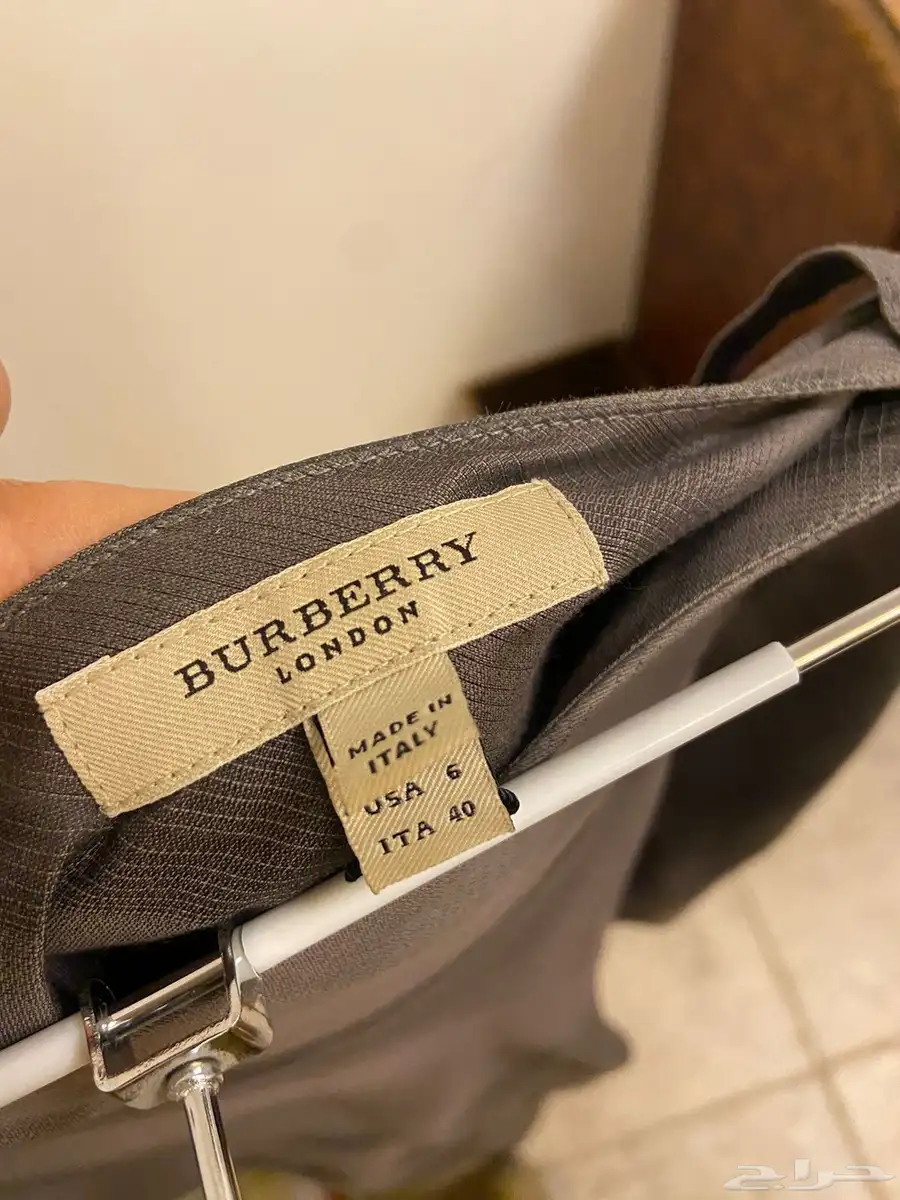 BURBERRY
LONDON
MADE IN
ITALY
USA 6
ITA 40
حراج